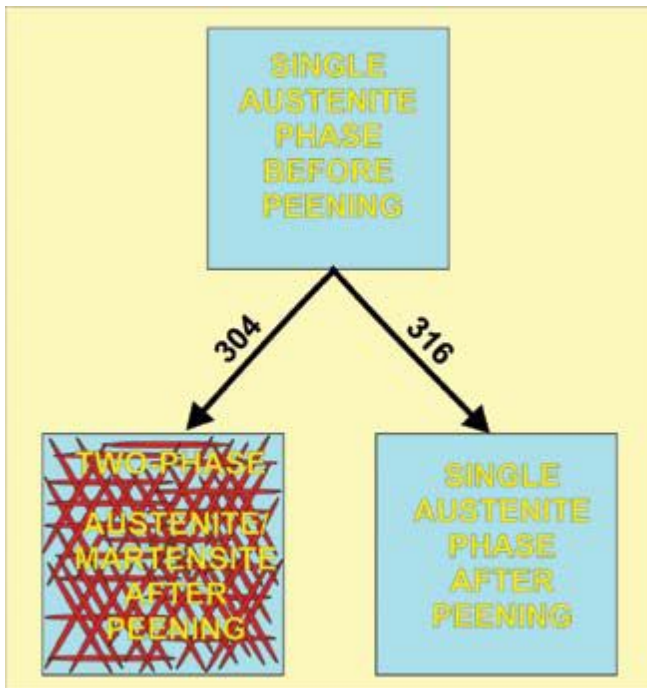 SINGLE
AUSTENITE
PHASE
BEFORE
PEENING
304
316
TWO-PHASE
AUSTENITE/
MARTENSITE
AFTER
PEENING
SINGLE
AUSTENITE
PHASE
AFTER
PEENING